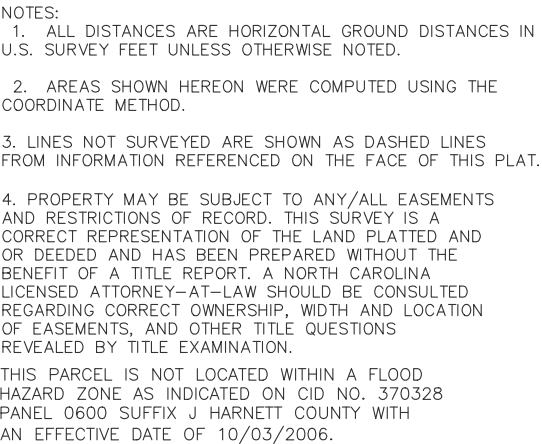 NOTES:
1. ALL DISTANCES ARE HORIZONTAL GROUND DISTANCES IN
U.S. SURVEY FEET UNLESS OTHERWISE NOTED.
2. AREAS SHOWN HEREON WERE COMPUTED USING THE
COORDINATE METHOD.
3. LINES NOT SURVEYED ARE SHOWN AS DASHED LINES
FROM INFORMATION REFERENCED ON THE FACE OF THIS PLAT.
4. PROPERTY MAY BE SUBJECT TO ANY/ALL EASEMENTS
AND RESTRICTIONS OF RECORD. THIS SURVEY IS A
CORRECT REPRESENTATION OF THE LAND PLATTED AND
OR DEEDED AND HAS BEEN PREPARED WITHOUT THE
BENEFIT OF A TITLE REPORT. A NORTH CAROLINA
LICENSED ATTORNEY-AT-LAW SHOULD BE CONSULTED
REGARDING CORRECT OWNERSHIP, WIDTH AND LOCATION
OF EASEMENTS, AND OTHER TITLE QUESTIONS
REVEALED BY TITLE EXAMINATION.
THIS PARCEL IS NOT LOCATED WITHIN A FLOOD
HAZARD ZONE AS INDICATED ON CID NO. 370328
PANEL 0600 SUFFIX J HARNETT COUNTY WITH
AN EFFECTIVE DATE OF 10/03/2006.